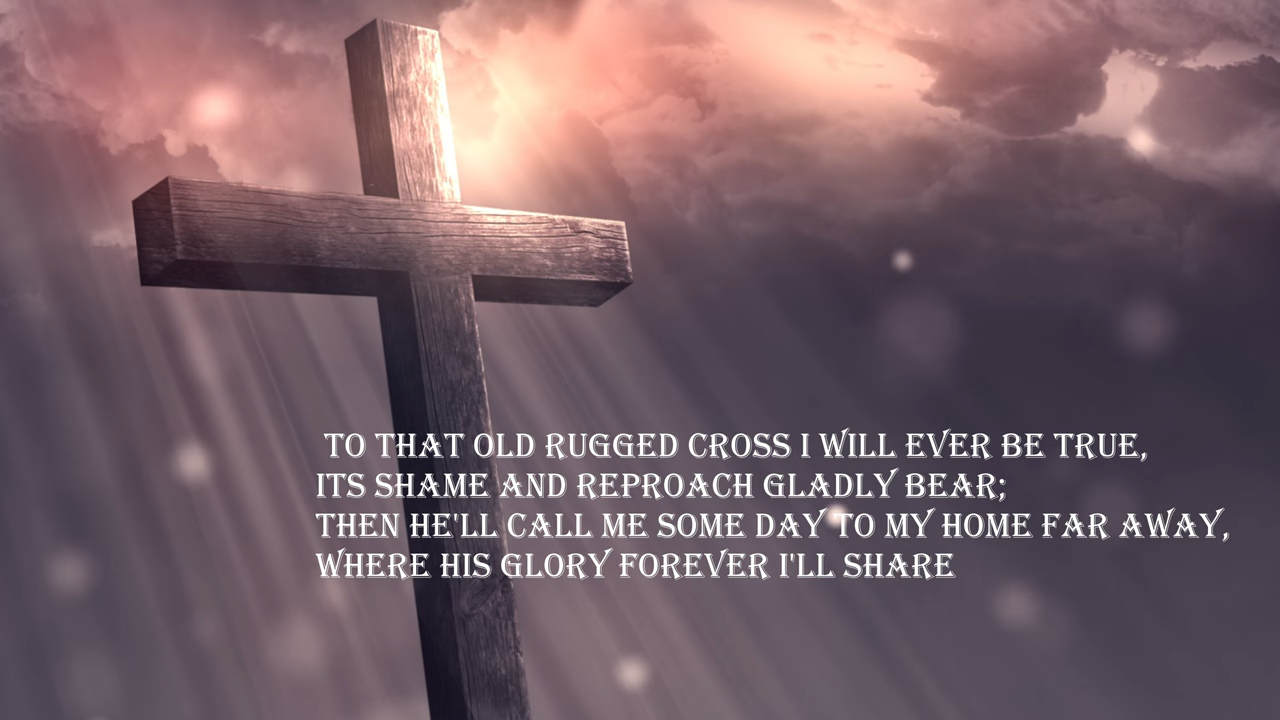 TO THAT OLD RUGGED CROSS I WILL EVER BE TRUE,
ITS SHAME AND REPROACH GLADLY BEAR;
THEN HE'LL CALL ME SOME DAY TO MY HOME FAR AWAY,
WHERE HIS GLORY FOREVER I'LL SHARE